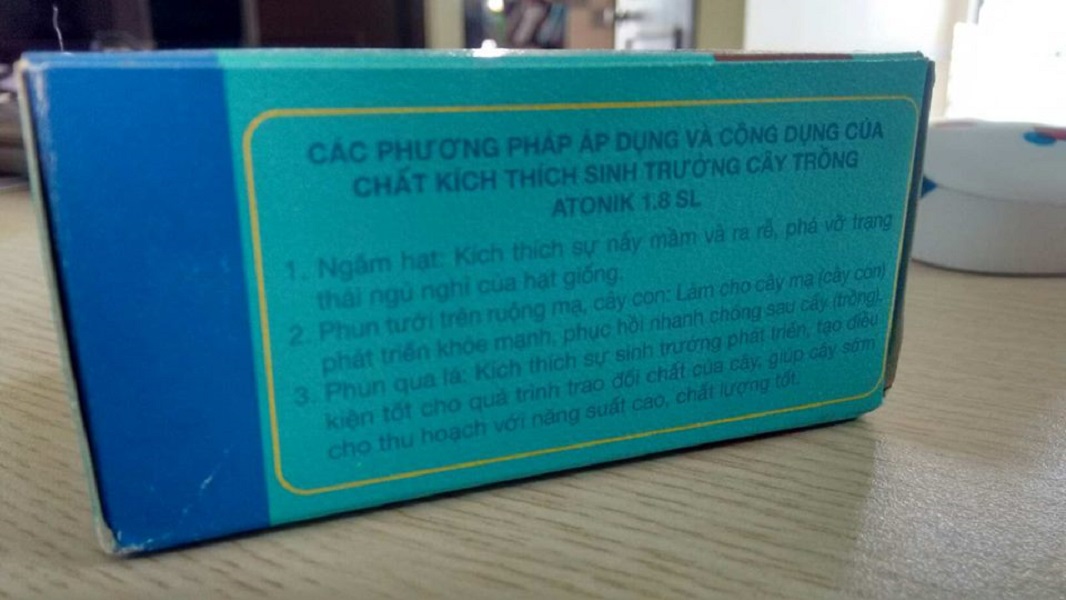 CÁC PHƯƠNG PHÁP ÁP DỤNG VÀ CÔNG DỤNG CỦA
CHẤT KÍCH THÍCH SINH TRƯỞNG CÂY TRỒNG
ATONIK 1.8 SL
1. Ngâm hạt: Kích thích sự nẩy mầm và ra rễ, phá vỡ trạng
thái ngủ nghỉ của hạt giống.
2. Phun tưới trên ruộng mạ, cây con: Làm cho cây mạ (cây con)
phát triển khỏe mạnh, phục hồi nhanh chóng sau cấy (trồng).
3. Phun qua lá: Kích thích sự sinh trưởng phát triển, tạo điều
kiện tốt cho quá trình trao đổi chất của cây, giúp cây sớm
cho thu hoạch với năng suất cao, chất lượng tốt.